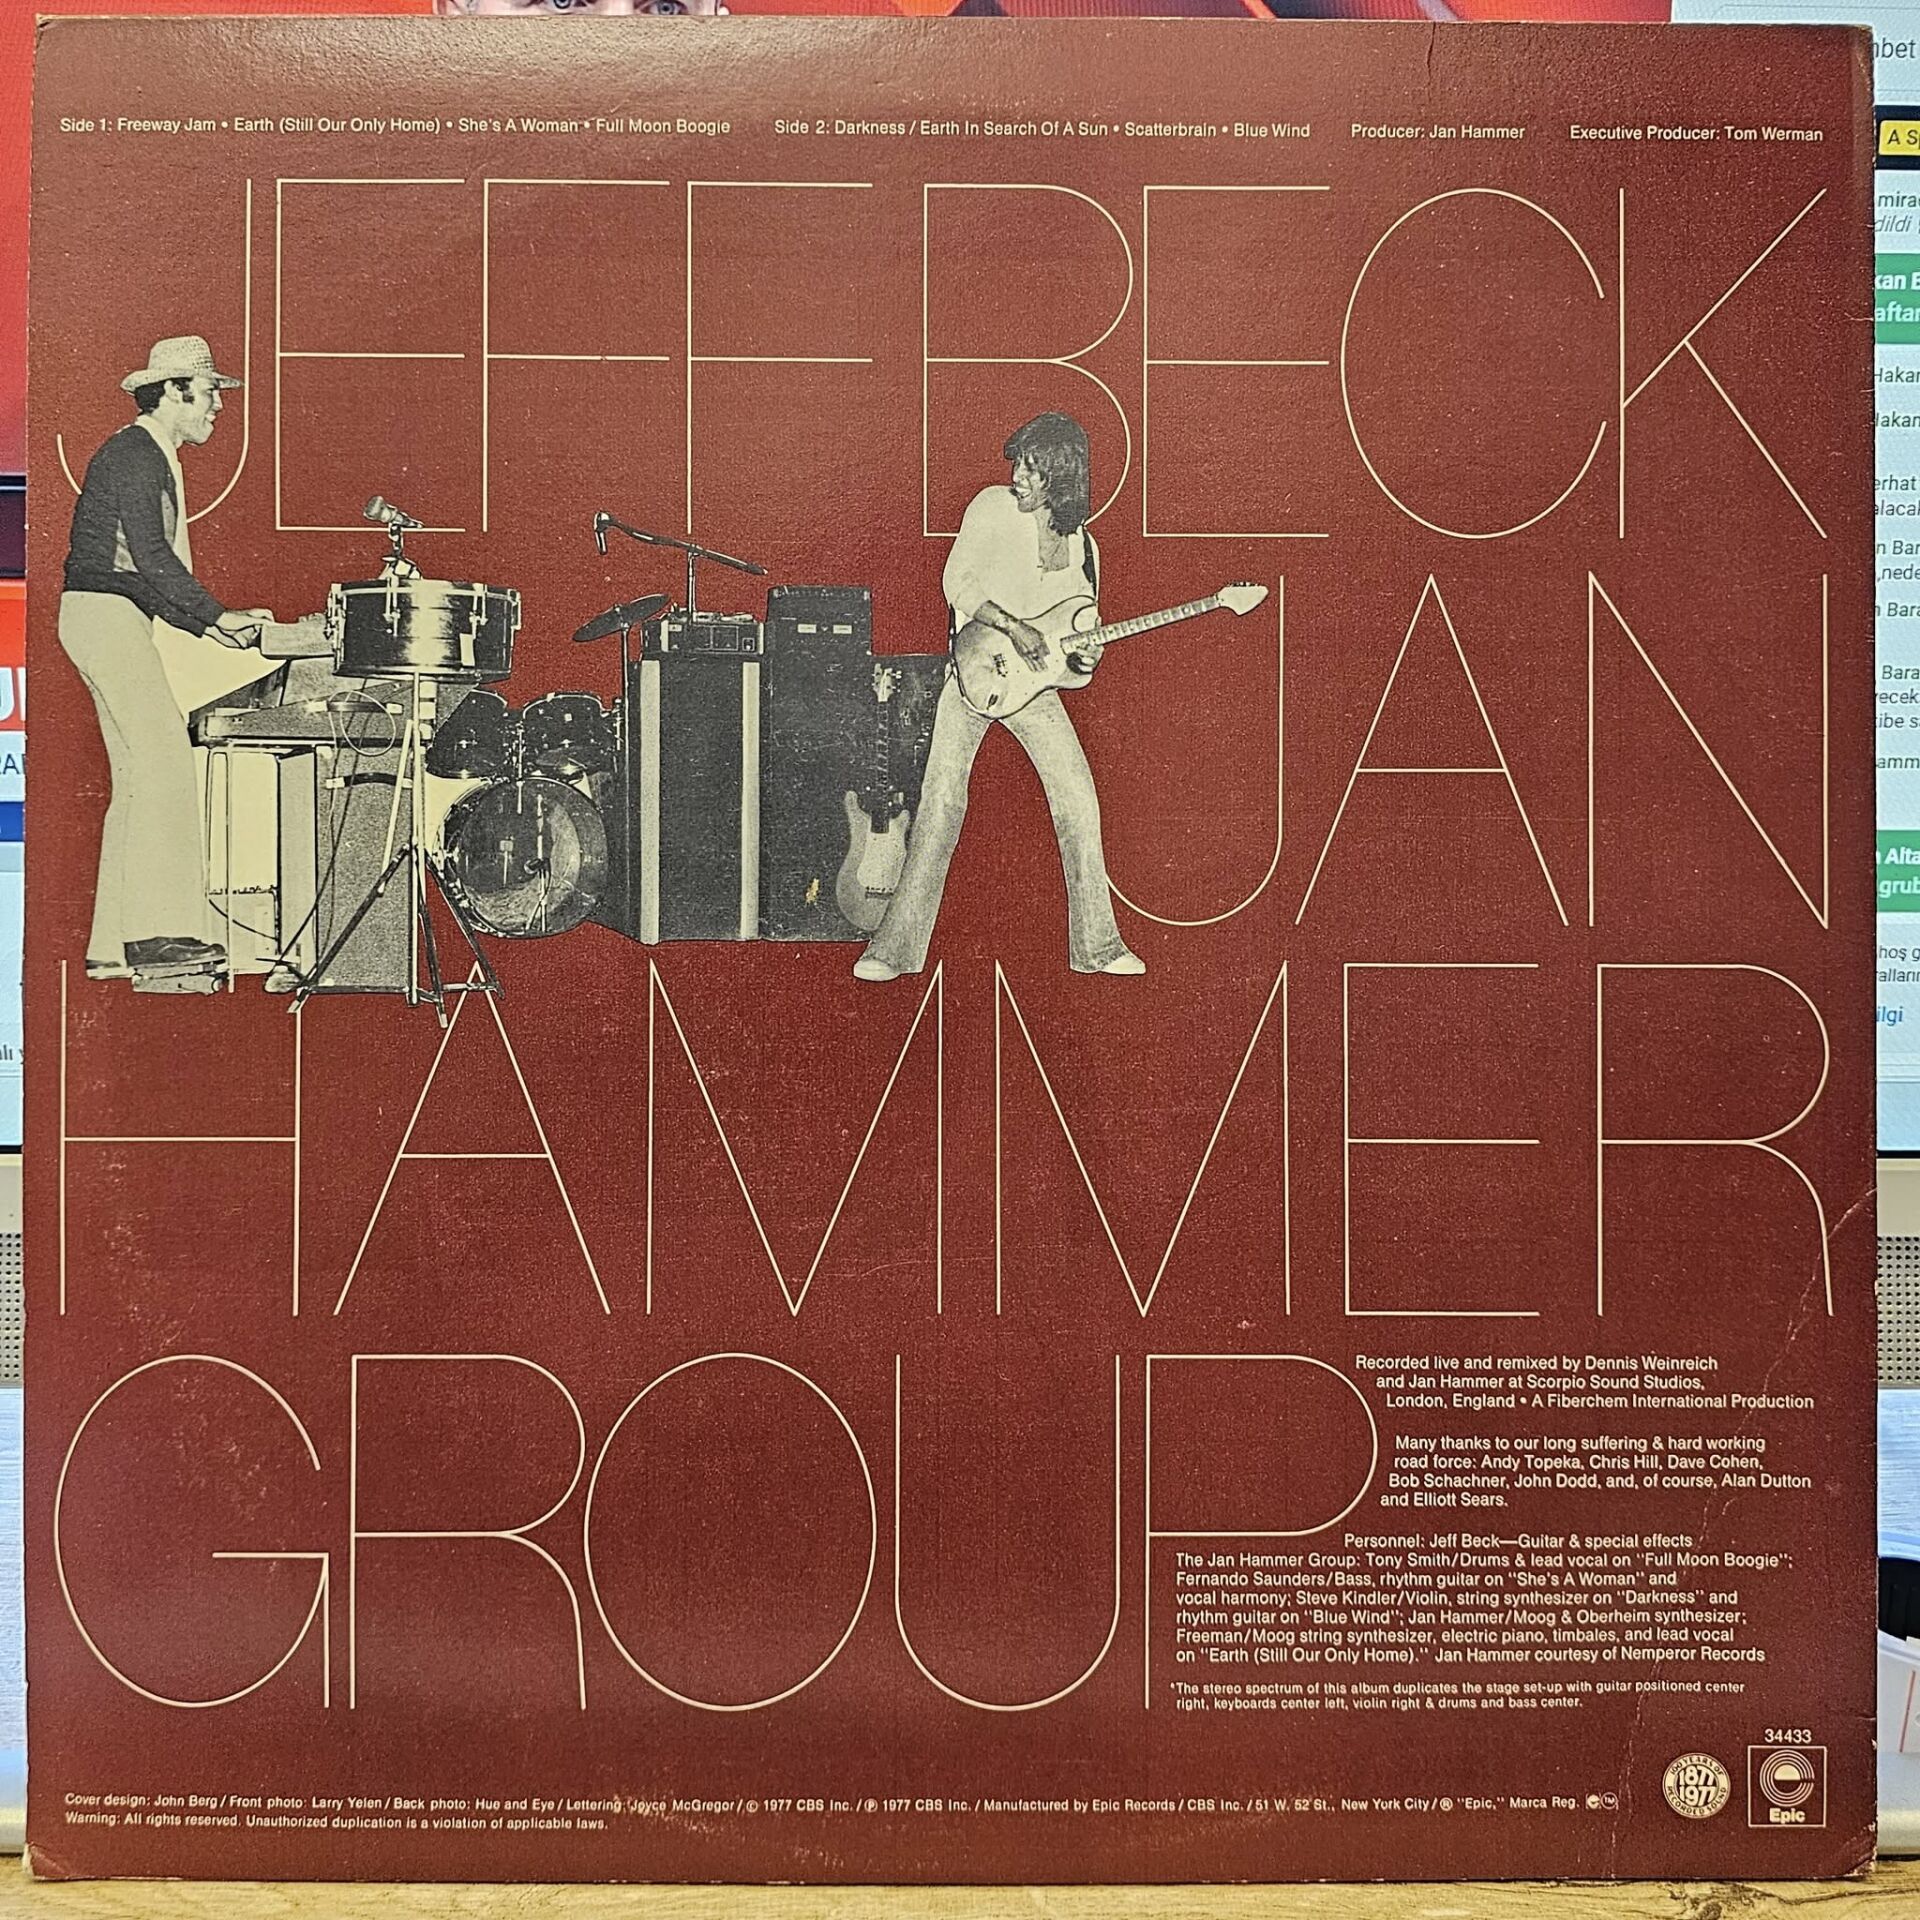 Side 1: Freeway Jam • Earth (Still Our Only Home) • She's A Woman • Full Moon Boogie
Side 2: Darkness / Earth In Search Of A Sun • Scatterbrain • Blue Wind
Producer: Jan Hammer
Executive Producer: Tom Werman
JEFF BECK
JAN
HAMMER
GROUP
Recorded live and remixed by Dennis Weinreich
and Jan Hammer at Scorpio Sound Studios,
London, England • A Fiberchem International Production
Many thanks to our long suffering & hard working
road force: Andy Topeka, Chris Hill, Dave Cohen,
Bob Schachner, John Dodd, and, of course, Alan Dutton
and Elliott Sears.
Personnel: Jeff Beck—Guitar & special effects
The Jan Hammer Group: Tony Smith/Drums & lead vocal on "Full Moon Boogie";
Fernando Saunders/Bass, rhythm guitar on "She's A Woman" and
vocal harmony; Steve Kindler/Violin, string synthesizer on "Darkness" and
rhythm guitar on "Blue Wind"; Jan Hammer/Moog & Oberheim synthesizer;
Freeman/Moog string synthesizer, electric piano, timbales, and lead vocal
on "Earth (Still Our Only Home)." Jan Hammer courtesy of Nemperor Records
*The stereo spectrum of this album duplicates the stage set-up with guitar positioned center
right, keyboards center left, violin right & drums and bass center.
34433
100 YEARS OF
1877
1977
RECORDED SOUND
Epic
Cover design: John Berg / Front photo: Larry Yelen / Back photo: Hue and Eye / Lettering: Joyce McGregor / © 1977 CBS Inc. / ℗ 1977 CBS Inc. / Manufactured by Epic Records / CBS Inc. / 51 W. 52 St., New York City / ® "Epic," Marca Reg. ™
Warning: All rights reserved. Unauthorized duplication is a violation of applicable laws.